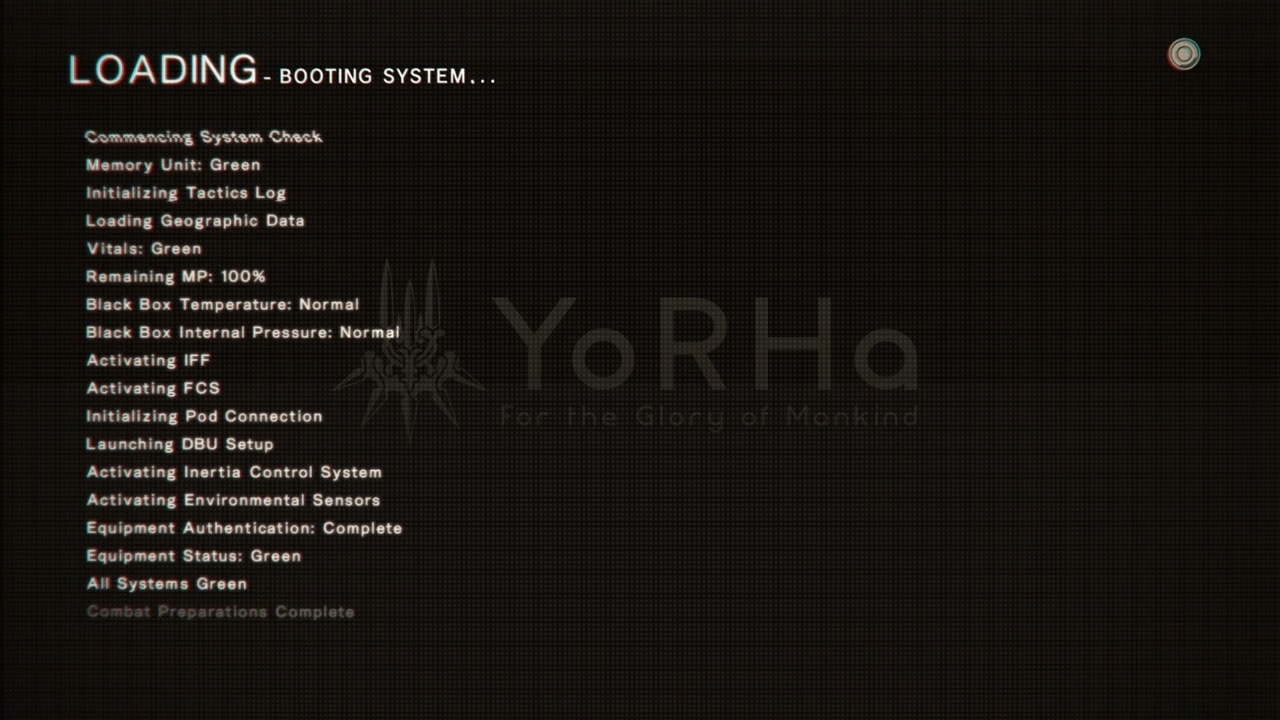 LOADING - BOOTING SYSTEM...
Commencing System Check
Memory Unit: Green
Initializing Tactics Log
Loading Geographic Data
Vitals: Green
Remaining MP: 100%
Black Box Temperature: Normal
Black Box Internal Pressure: Normal
Activating IFF
Activating FCS
Initializing Pod Connection
Launching DBU Setup
Activating Inertia Control System
Activating Environmental Sensors
Equipment Authentication: Complete
Equipment Status: Green
All Systems Green
Combat Preparations Complete
YoRHa
For the Glory of Mankind